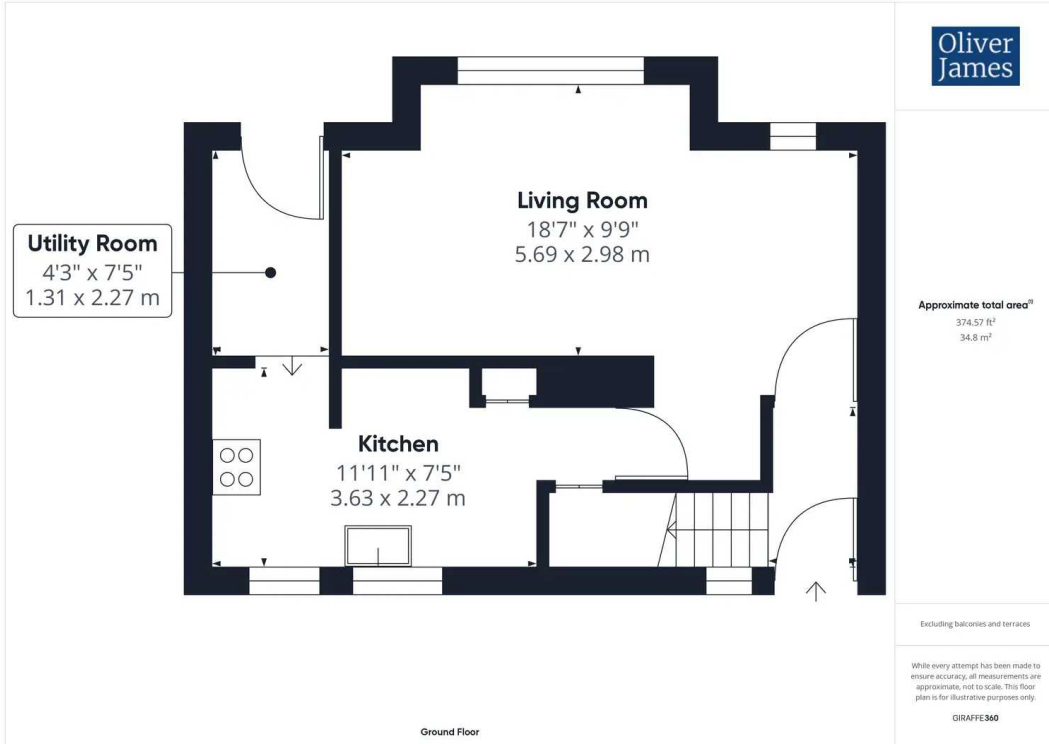 Oliver
James
Living Room
18'7" x 9'9"
5.69 x 2.98 m
Utility Room
4'3" x 7'5"
1.31 x 2.27 m
Kitchen
11'11" x 7'5"
3.63 x 2.27 m
Ground Floor
Approximate total area⁽¹⁾
374.57 ft²
34.8 m²
Excluding balconies and terraces
While every attempt has been made to
ensure accuracy, all measurements are
approximate, not to scale. This floor
plan is for illustrative purposes only.
GIRAFFE360